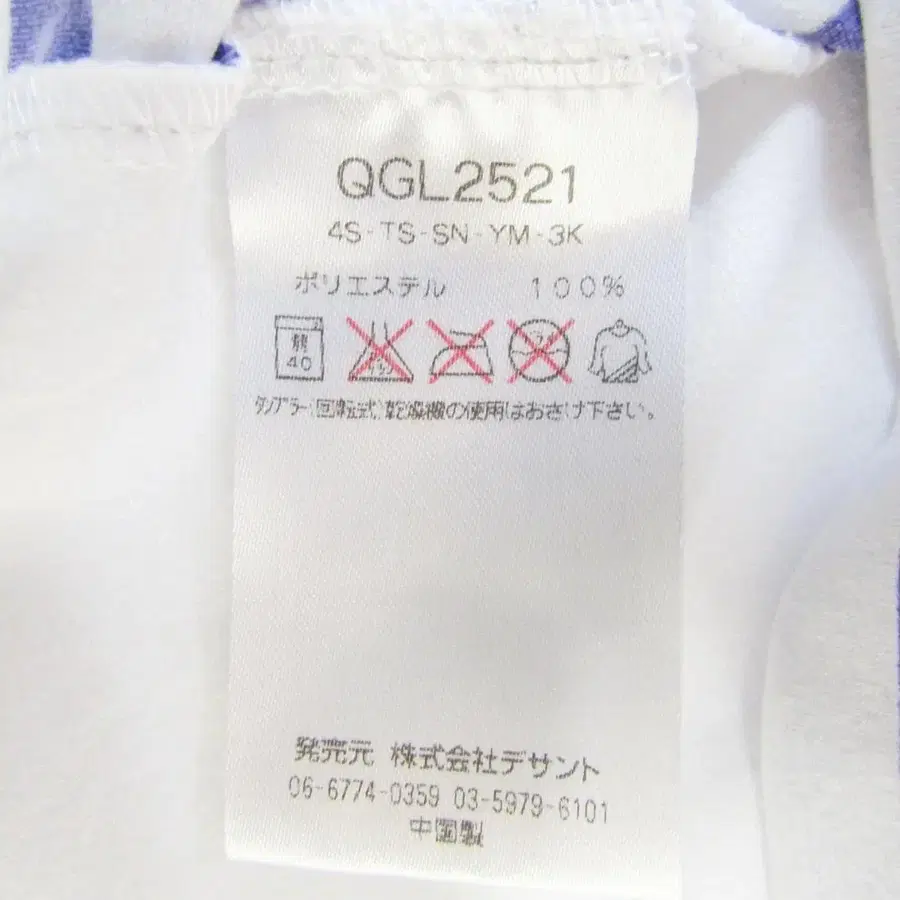 QGL2521
4S-TS-SN-YM-3K
ポリエステル 100%
40
タンブラー(回転式)乾燥機の使用はおさけ下さい。
発売元 株式会社デサント
06-6774-0359 03-5979-6101
中国製